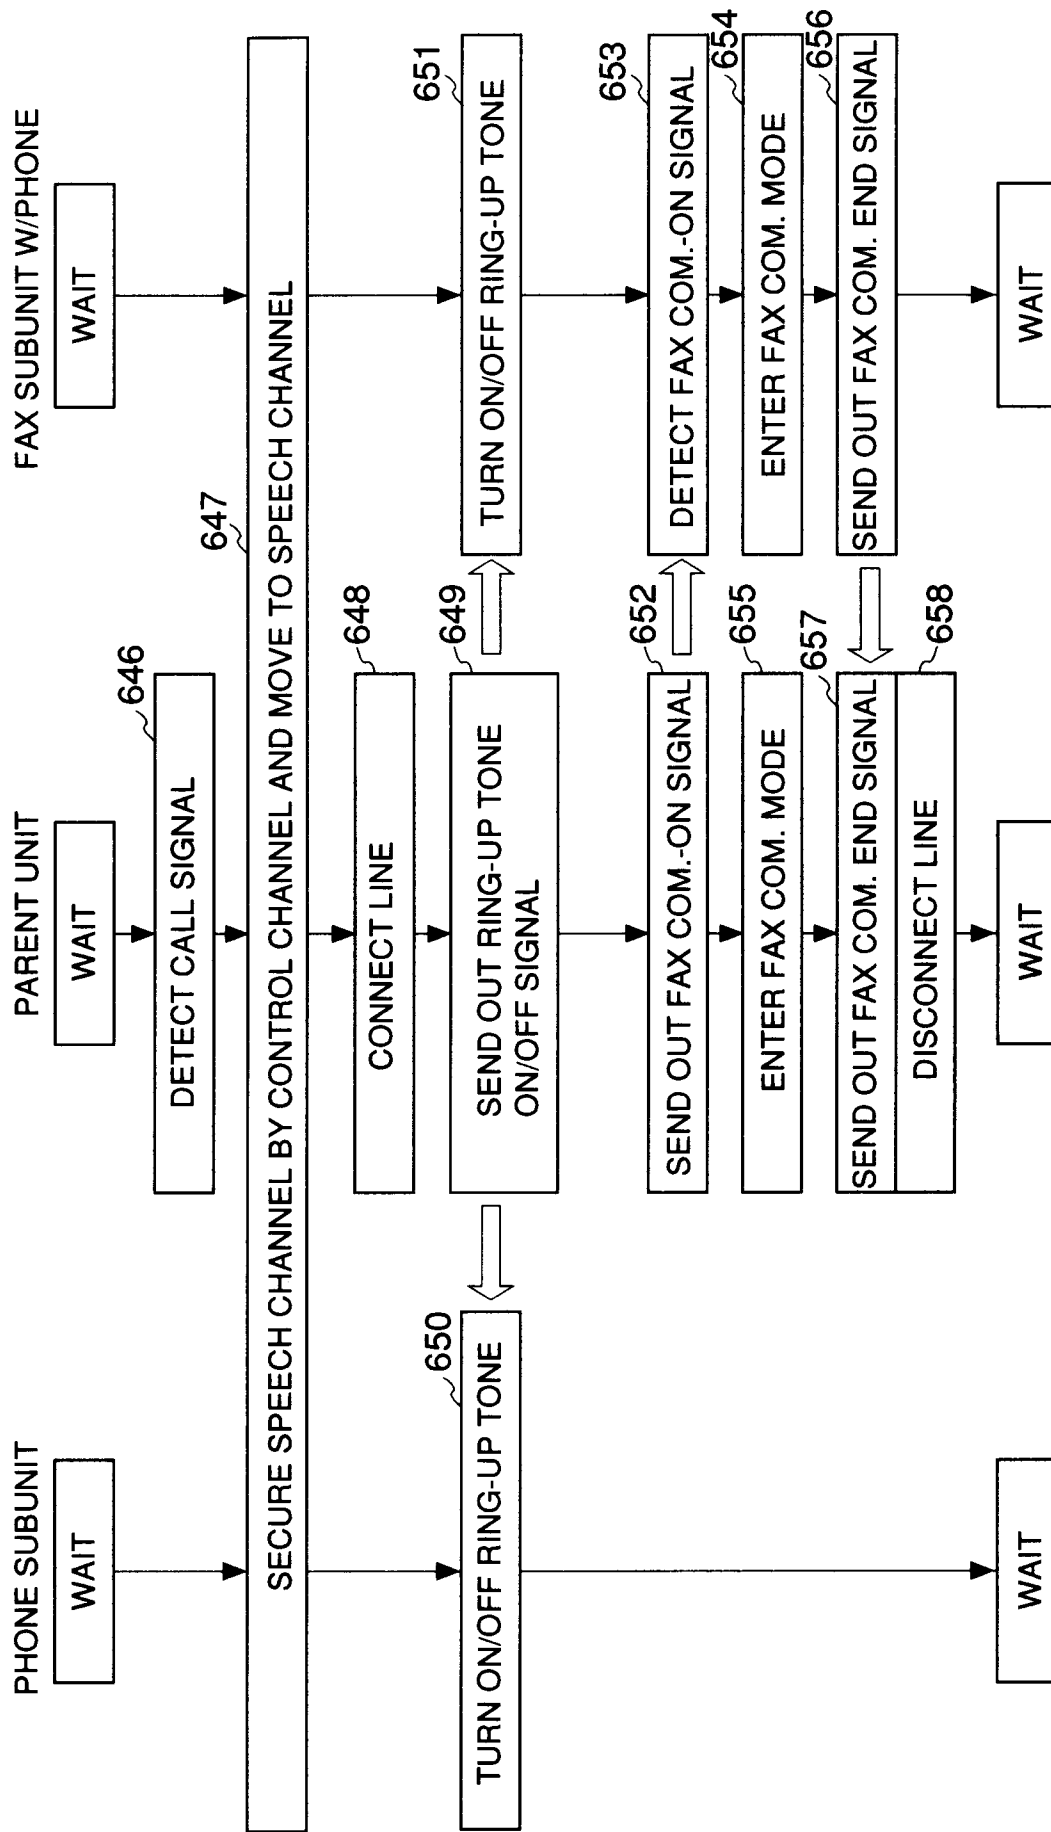 PHONE SUBUNIT
PARENT UNIT
FAX SUBUNIT W/PHONE
WAIT
WAIT
WAIT
646
DETECT CALL SIGNAL
647
SECURE SPEECH CHANNEL BY CONTROL CHANNEL AND MOVE TO SPEECH CHANNEL
648
CONNECT LINE
650
TURN ON/OFF RING-UP TONE
649
SEND OUT RING-UP TONE
ON/OFF SIGNAL
651
TURN ON/OFF RING-UP TONE
652
SEND OUT FAX COM.-ON SIGNAL
653
DETECT FAX COM.-ON SIGNAL
655
ENTER FAX COM. MODE
654
ENTER FAX COM. MODE
657
SEND OUT FAX COM. END SIGNAL
656
SEND OUT FAX COM. END SIGNAL
658
DISCONNECT LINE
WAIT
WAIT
WAIT